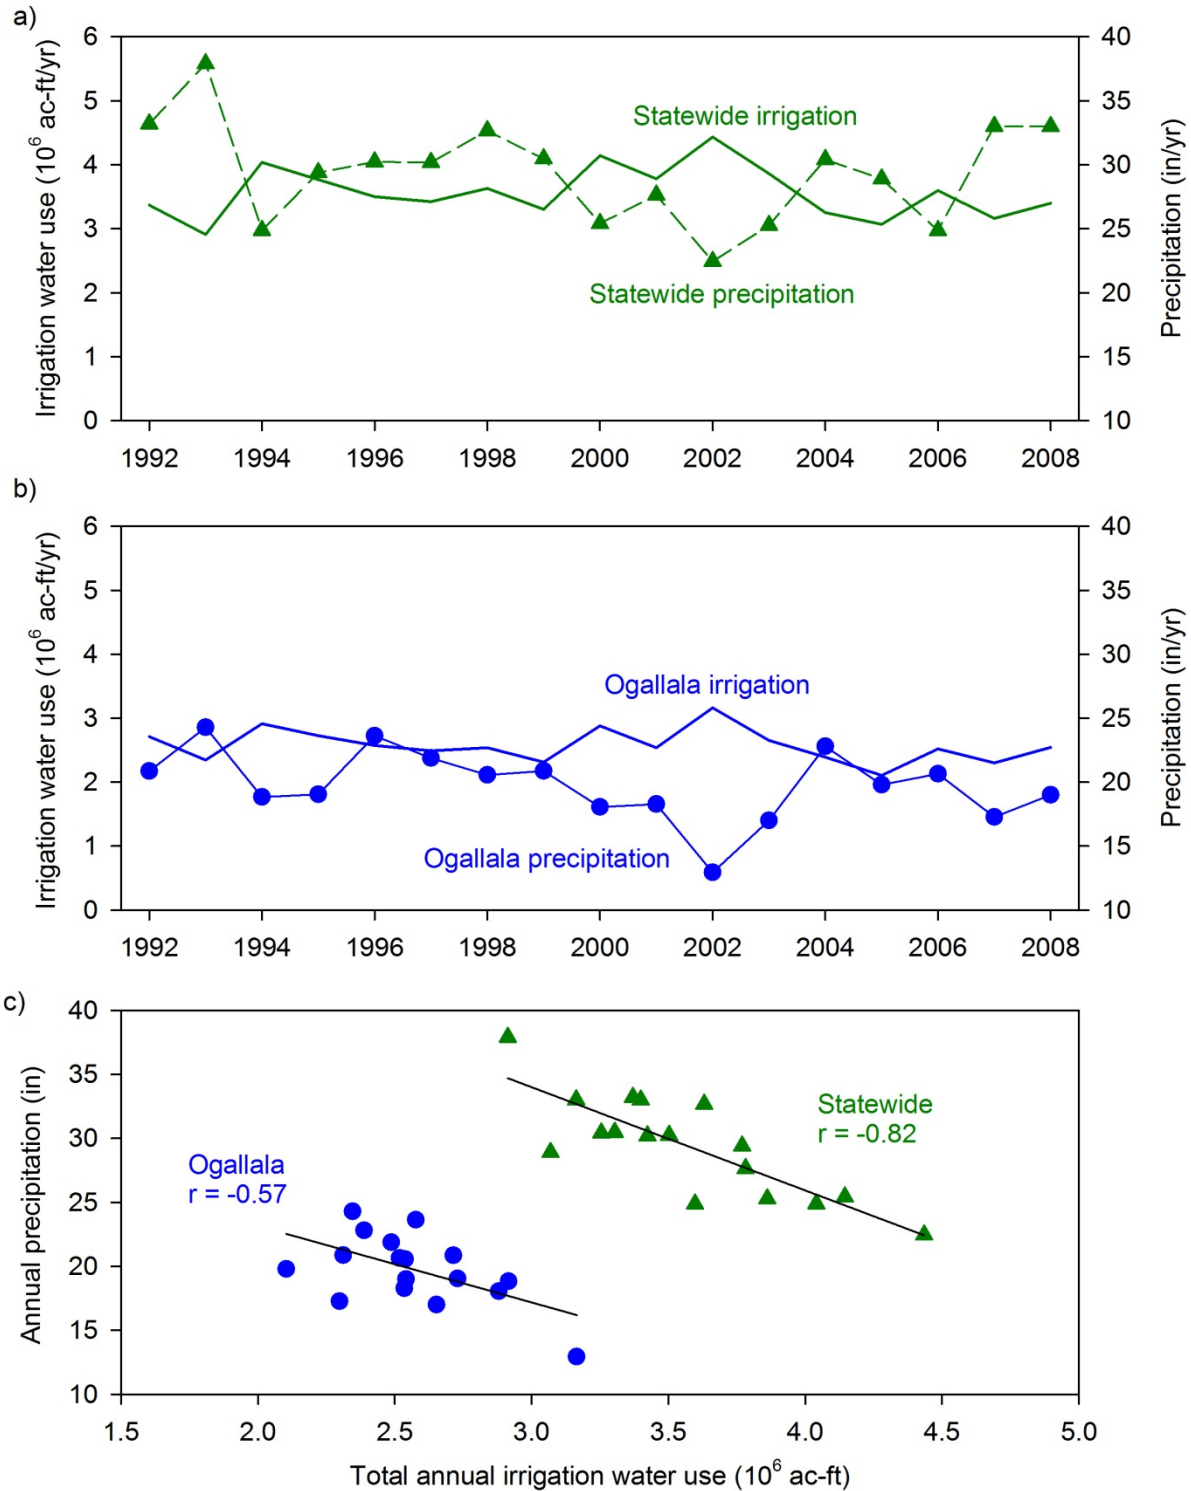 a)
Irrigation water use (10⁶ ac-ft/yr)
6
5
4
3
2
1
0
Statewide irrigation
Statewide precipitation
40
35
30
25
20
15
10
Precipitation (in/yr)
1992 1994 1996 1998 2000 2002 2004 2006 2008
b)
Irrigation water use (10⁶ ac-ft/yr)
6
5
4
3
2
1
0
Ogallala irrigation
Ogallala precipitation
40
35
30
25
20
15
10
Precipitation (in/yr)
1992 1994 1996 1998 2000 2002 2004 2006 2008
c)
Annual precipitation (in)
40
35
30
25
20
15
10
Ogallala
r = -0.57
Statewide
r = -0.82
1.5 2.0 2.5 3.0 3.5 4.0 4.5 5.0
Total annual irrigation water use (10⁶ ac-ft)